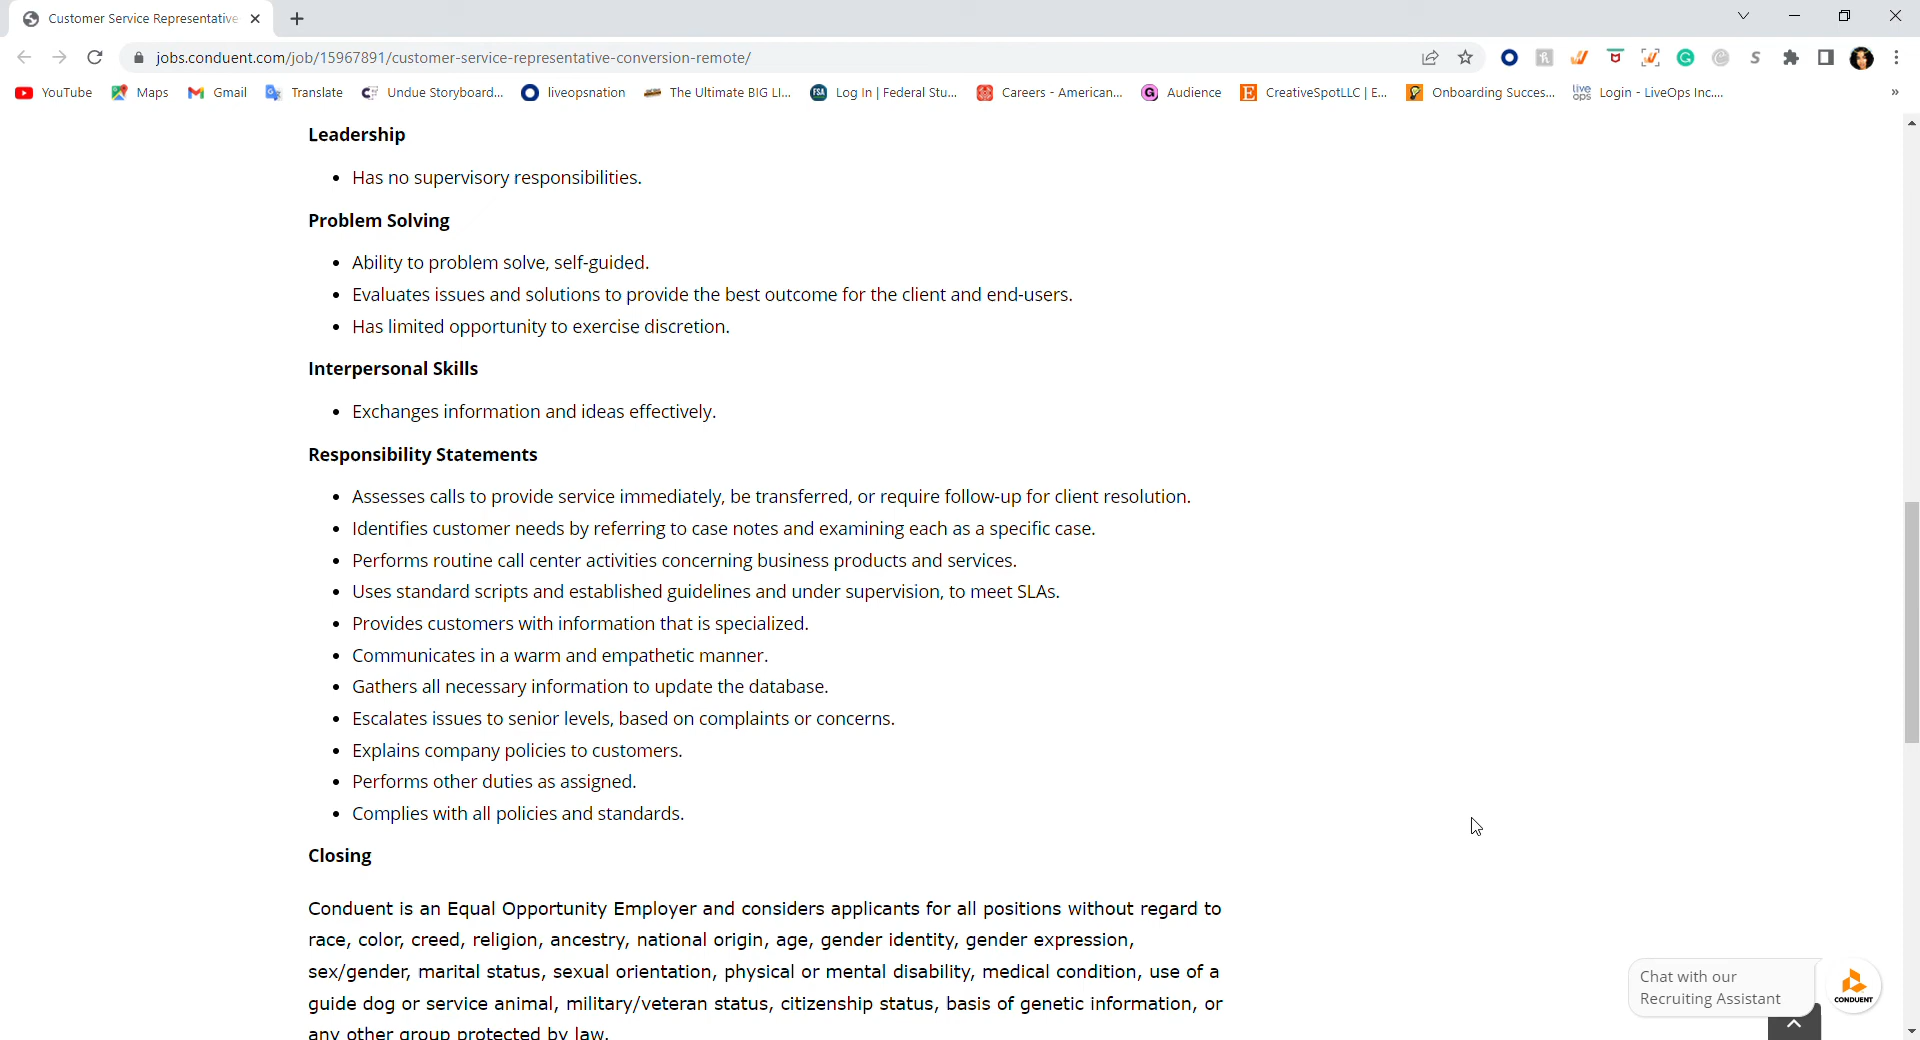 Customer Service Representative
jobs.conduent.com/job/15967891/customer-service-representative-conversion-remote/
YouTube Maps Gmail Translate Undue Storyboard... liveopsnation The Ultimate BIG LI... Log In | Federal Stu... Careers - American... Audience CreativeSpotLLC | E... Onboarding Succes... Login - LiveOps Inc....
Leadership
• Has no supervisory responsibilities.
Problem Solving
• Ability to problem solve, self-guided.
• Evaluates issues and solutions to provide the best outcome for the client and end-users.
• Has limited opportunity to exercise discretion.
Interpersonal Skills
• Exchanges information and ideas effectively.
Responsibility Statements
• Assesses calls to provide service immediately, be transferred, or require follow-up for client resolution.
• Identifies customer needs by referring to case notes and examining each as a specific case.
• Performs routine call center activities concerning business products and services.
• Uses standard scripts and established guidelines and under supervision, to meet SLAs.
• Provides customers with information that is specialized.
• Communicates in a warm and empathetic manner.
• Gathers all necessary information to update the database.
• Escalates issues to senior levels, based on complaints or concerns.
• Explains company policies to customers.
• Performs other duties as assigned.
• Complies with all policies and standards.
Closing
Conduent is an Equal Opportunity Employer and considers applicants for all positions without regard to
race, color, creed, religion, ancestry, national origin, age, gender identity, gender expression,
sex/gender, marital status, sexual orientation, physical or mental disability, medical condition, use of a
guide dog or service animal, military/veteran status, citizenship status, basis of genetic information, or
any other group protected by law.
Chat with our
Recruiting Assistant
CONDUENT